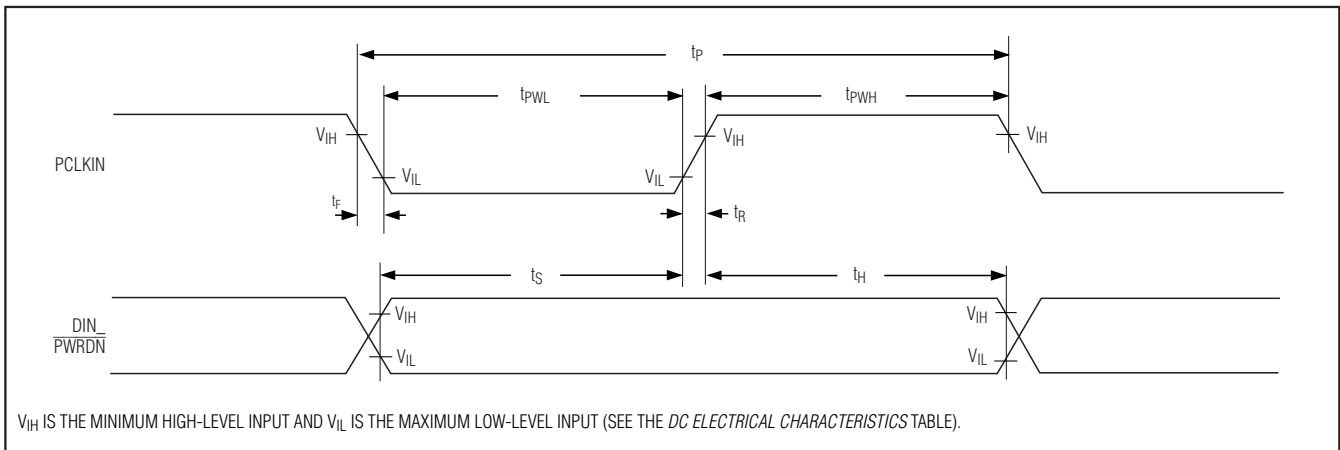 tP
tPWL
tPWH
VIH
VIH
VIH
PCLKIN
VIL
VIL
tF
tR
tS
tH
VIH
VIH
DIN_
PWRDN
VIL
VIL
VIH IS THE MINIMUM HIGH-LEVEL INPUT AND VIL IS THE MAXIMUM LOW-LEVEL INPUT (SEE THE DC ELECTRICAL CHARACTERISTICS TABLE).